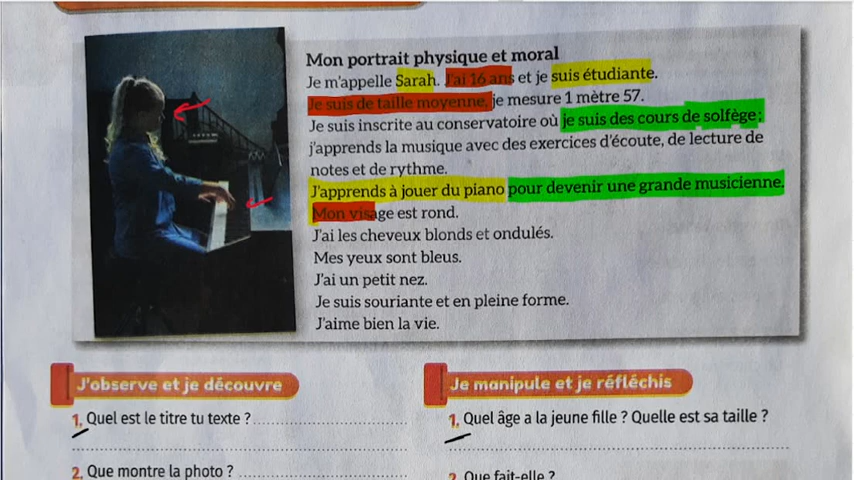 Mon portrait physique et moral
Je m'appelle Sarah. J'ai 16 ans et je suis étudiante.
Je suis de taille moyenne, je mesure 1 mètre 57.
Je suis inscrite au conservatoire où je suis des cours de solfège;
j'apprends la musique avec des exercices d'écoute, de lecture de
notes et de rythme.
J'apprends à jouer du piano pour devenir une grande musicienne.
Mon visage est rond.
J'ai les cheveux blonds et ondulés.
Mes yeux sont bleus.
J'ai un petit nez.
Je suis souriante et en pleine forme.
J'aime bien la vie.
J'observe et je découvre
1. Quel est le titre tu texte ?
2. Que montre la photo ?
Je manipule et je réfléchis
1. Quel âge a la jeune fille ? Quelle est sa taille ?
2. Que fait-elle ?